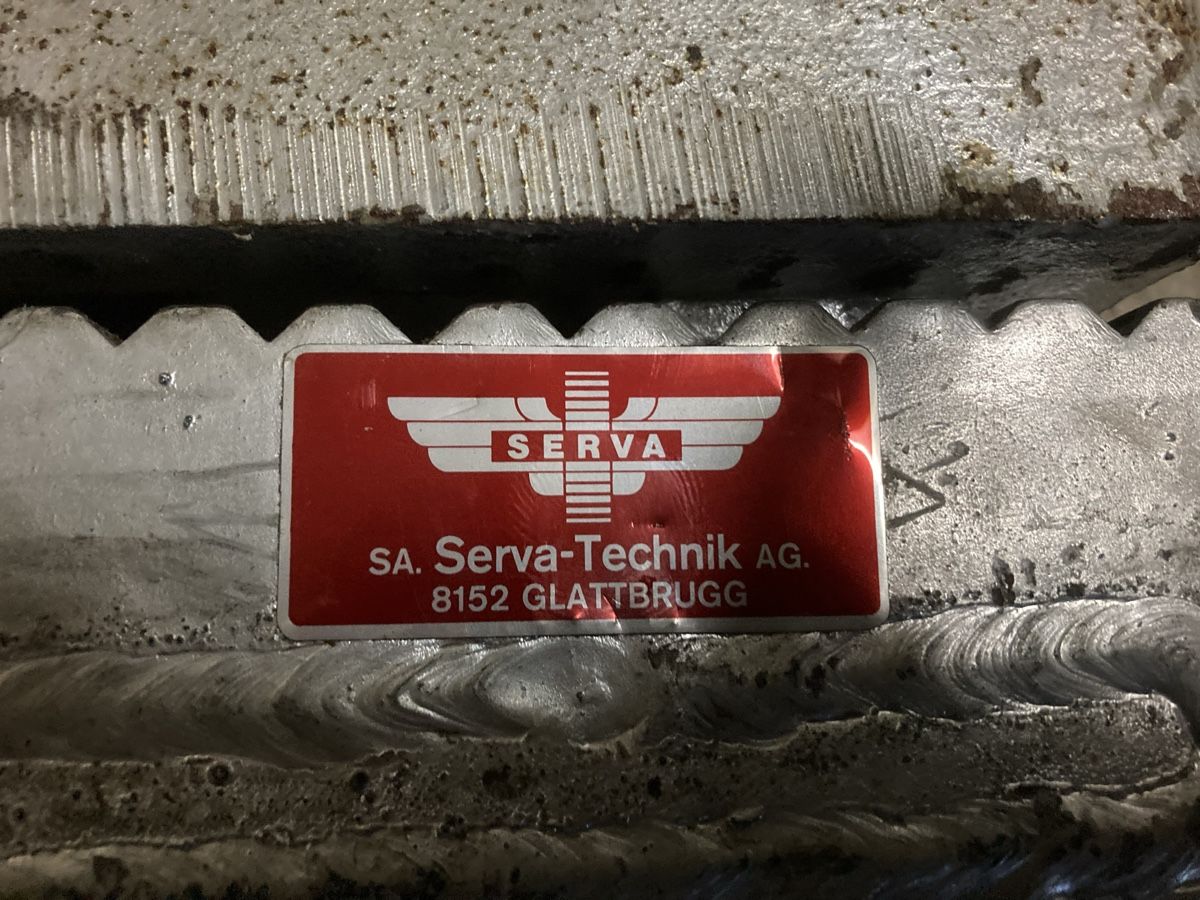 SERVA
SA. Serva-Technik AG.
8152 GLATTBRUGG